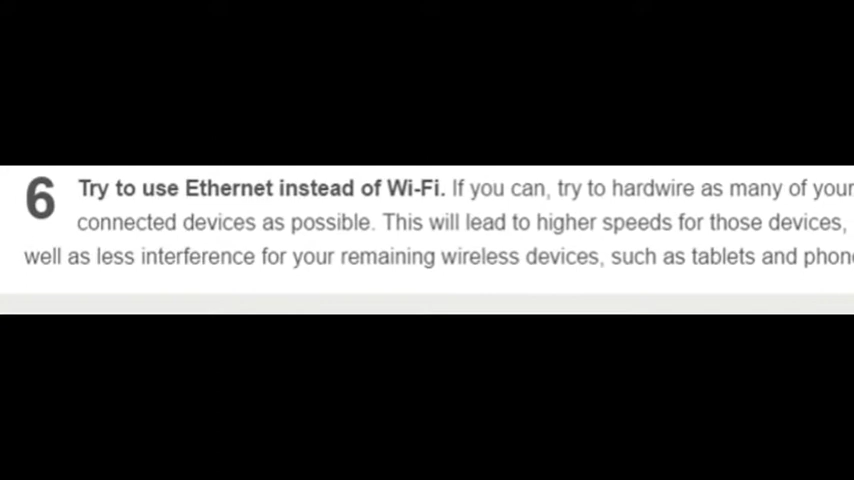 6 Try to use Ethernet instead of Wi-Fi. If you can, try to hardwire as many of your
connected devices as possible. This will lead to higher speeds for those devices,
well as less interference for your remaining wireless devices, such as tablets and